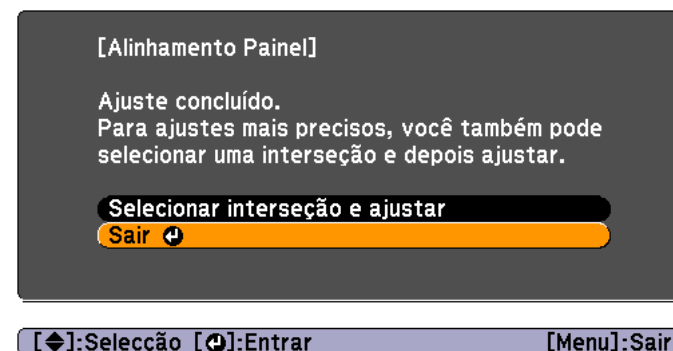 [Alinhamento Painel]
Ajuste concluído.
Para ajustes mais precisos, você também pode
selecionar uma interseção e depois ajustar.
Selecionar interseção e ajustar
Sair
[]:Selecção []:Entrar [Menu]:Sair